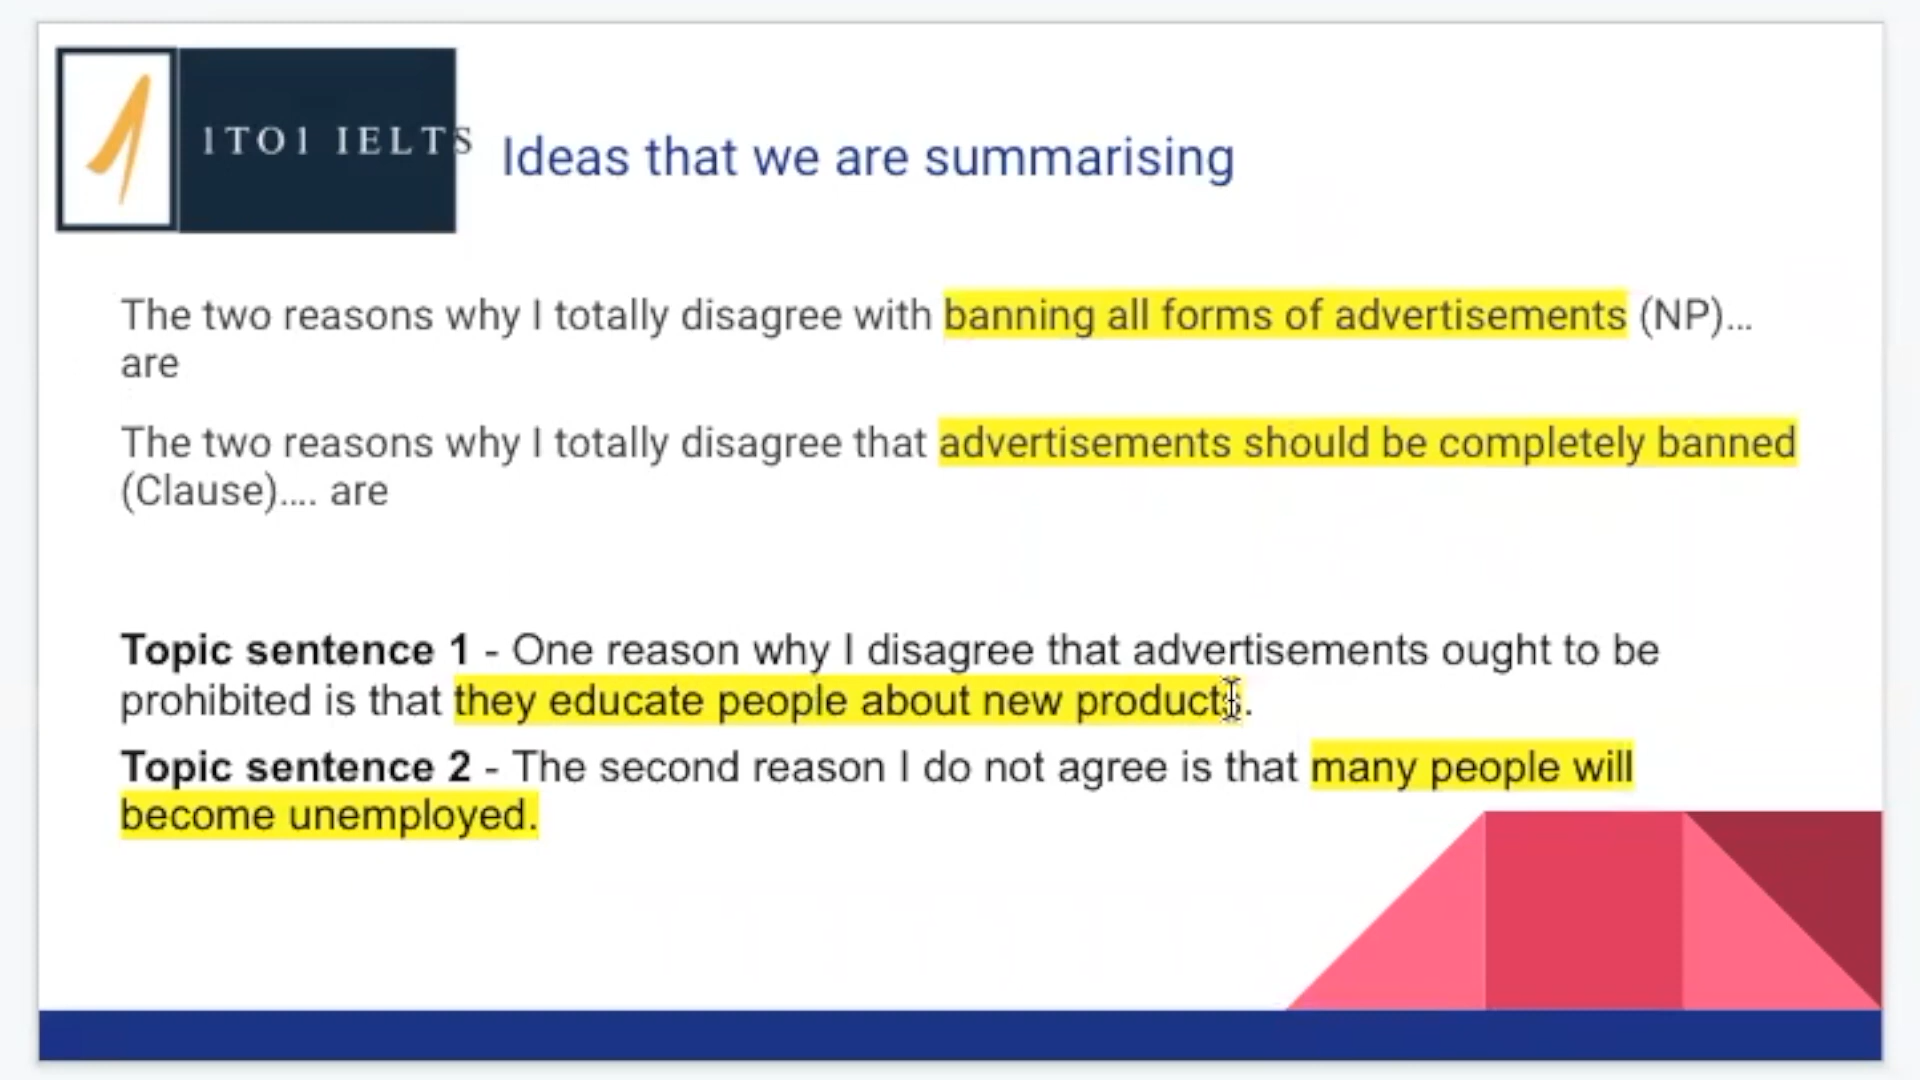 1TO1 IELTS
Ideas that we are summarising
The two reasons why I totally disagree with banning all forms of advertisements (NP)...
are
The two reasons why I totally disagree that advertisements should be completely banned
(Clause).... are
Topic sentence 1 - One reason why I disagree that advertisements ought to be
prohibited is that they educate people about new products.
Topic sentence 2 - The second reason I do not agree is that many people will
become unemployed.